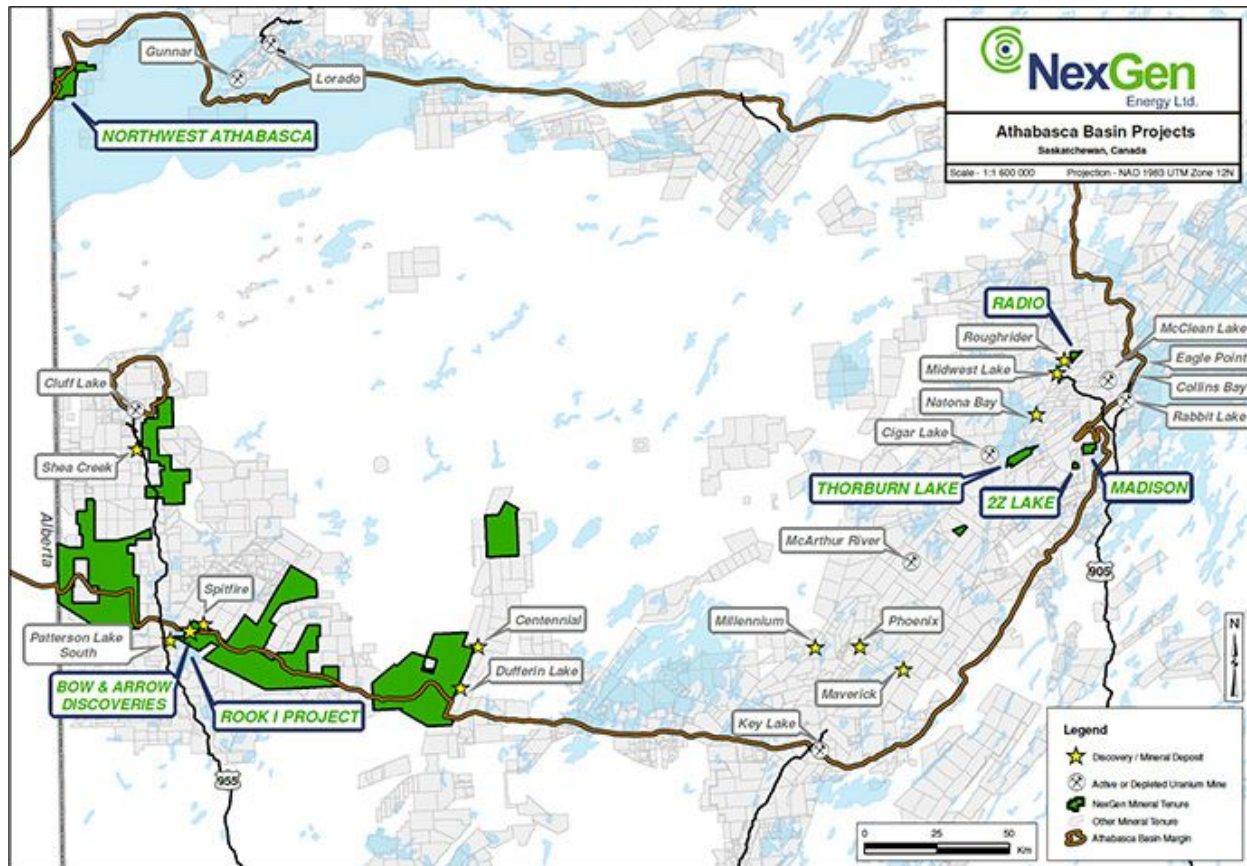 NexGen
Energy Ltd.
Athabasca Basin Projects
Saskatchewan, Canada
Scale - 1:1 600 000
Projection - NAD 1983 UTM Zone 12N
Gunnar
Lorado
NORTHWEST ATHABASCA
RADIO
Roughrider
McClean Lake
Midwest Lake
Eagle Point
Collins Bay
Natona Bay
Rabbit Lake
Cluff Lake
Cigar Lake
Shea Creek
THORBURN LAKE
2Z LAKE
MADISON
Alberta
McArthur River
905
Spitfire
Patterson Lake
South
Centennial
Millennium
Phoenix
Dufferin Lake
Maverick
BOW & ARROW
DISCOVERIES
ROOK I PROJECT
Key Lake
955
N
Legend
Discovery / Mineral Deposit
Active or Depleted Uranium Mine
NexGen Mineral Tenure
Other Mineral Tenure
Athabasca Basin Margin
0 25 50
Km